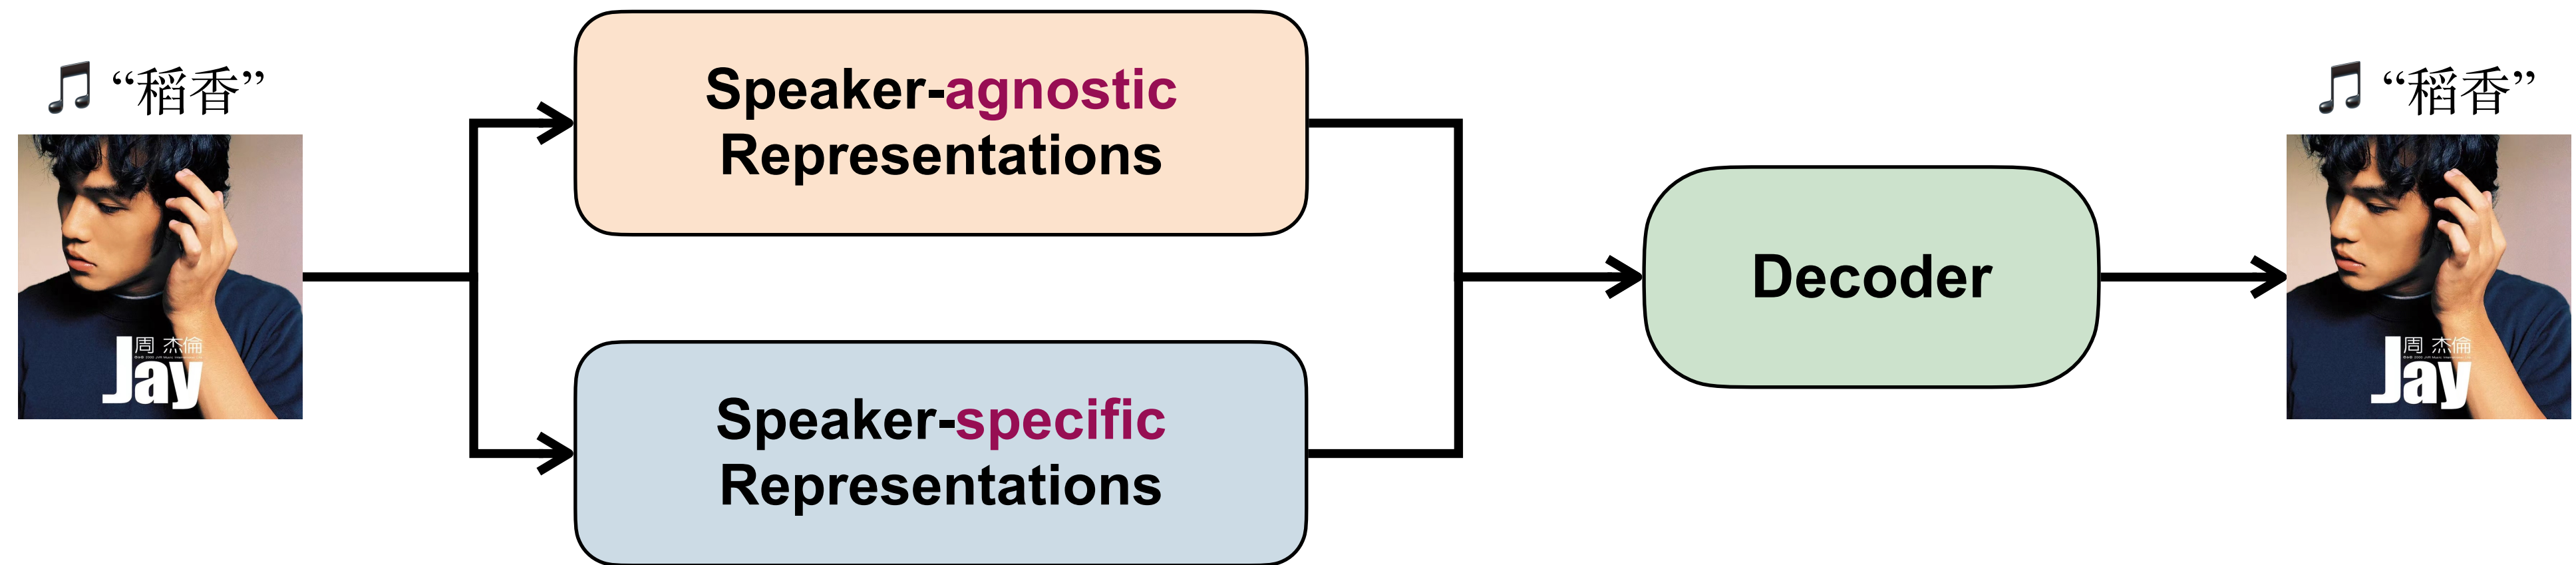 “稻香”
周杰倫
Jay
Speaker-agnostic
Representations
Speaker-specific
Representations
Decoder
“稻香”
周杰倫
Jay